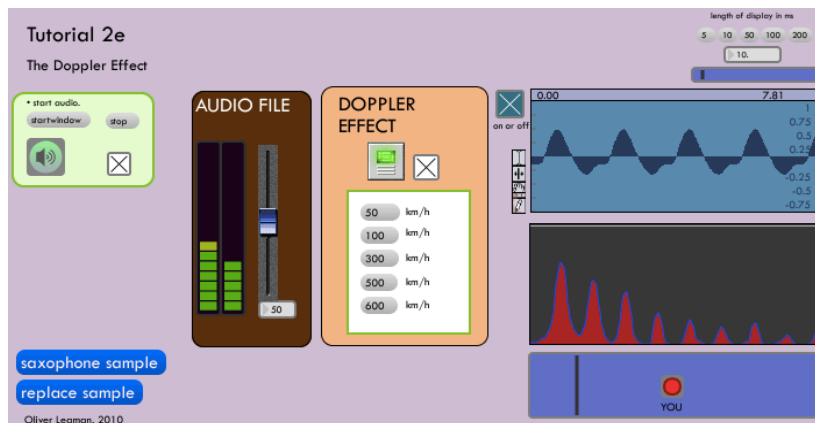 Tutorial 2e
The Doppler Effect
• start audio.
startwindow
stop
AUDIO FILE
50
DOPPLER
EFFECT
50 km/h
100 km/h
300 km/h
500 km/h
600 km/h
on or off
length of display in ms
5 10 50 100 200
10.
0.00 7.81
1
0.75
0.5
0.25
-0.25
-0.5
-0.75
YOU
saxophone sample
replace sample
Oliver Leaman, 2010